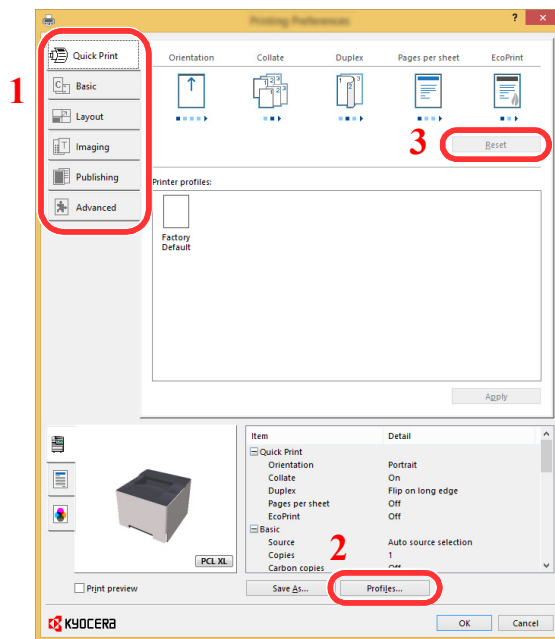 Printing Preferences
?
Quick Print
Basic
Layout
Imaging
Publishing
Advanced
1
Orientation Collate Duplex Pages per sheet EcoPrint
3
Reset
Printer profiles:
Factory
Default
Apply
Item Detail
Quick Print
Orientation Portrait
Collate On
Duplex Flip on long edge
Pages per sheet Off
EcoPrint Off
Basic
Source Auto source selection
Copies 1
Carbon copies Off
2
PCL XL
Print preview
Save As...
Profiles...
KYOCERA
OK
Cancel